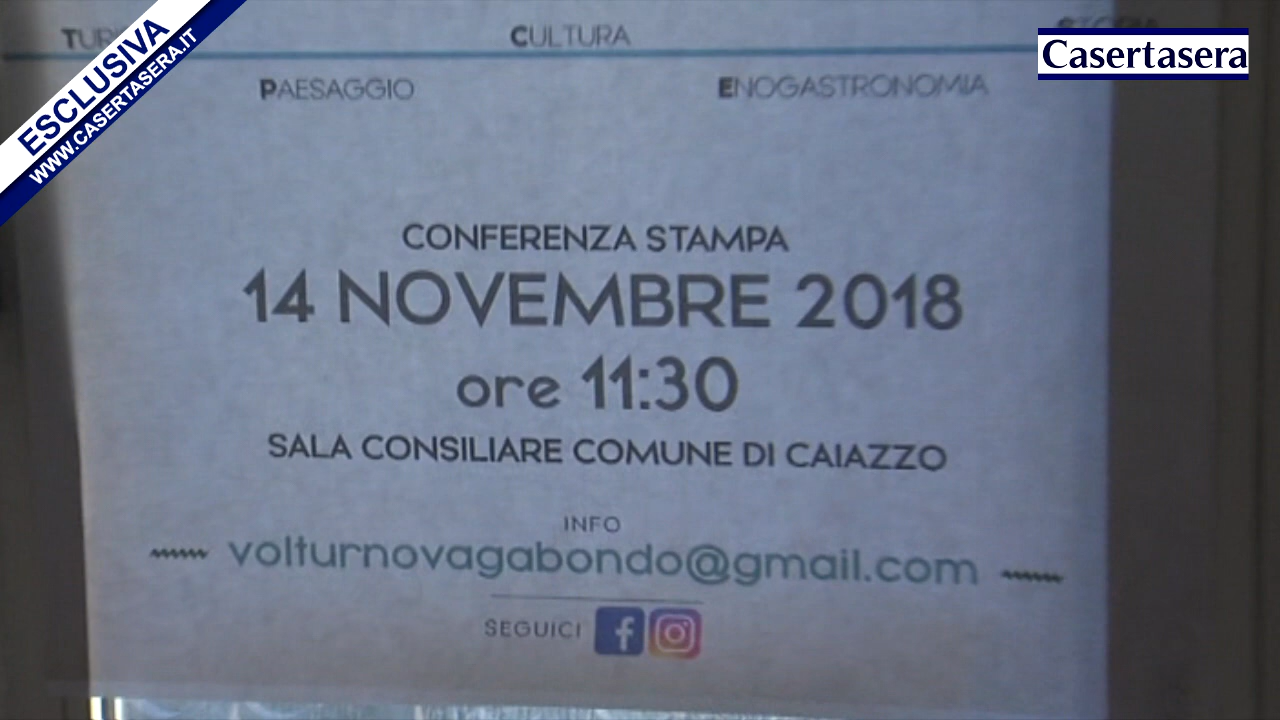 ESCLUSIVA
WWW.CASERTASERA.IT
Casertasera
CULTURA
PAESAGGIO ENOGASTRONOMIA
CONFERENZA STAMPA
14 NOVEMBRE 2018
ore 11:30
SALA CONSILIARE COMUNE DI CAIAZZO
INFO
volturnovagabondo@gmail.com
SEGUICI